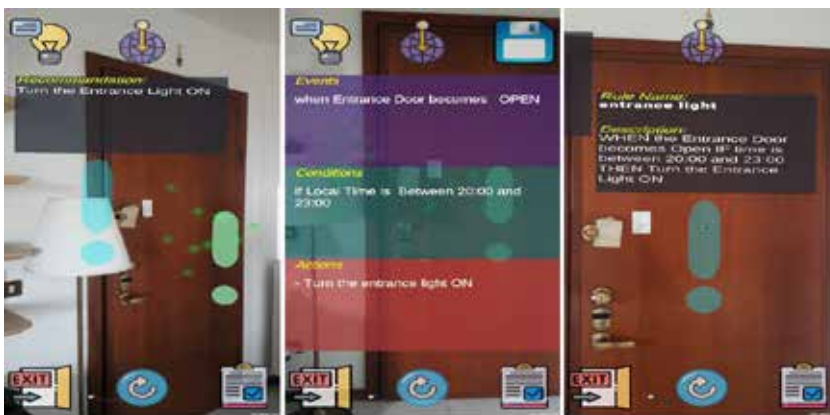 Recommandation:
Turn the Entrance Light ON
EXIT
Events
when Entrance Door becomes OPEN
Conditions
if Local Time is Between 20:00 and
23:00
Actions
- Turn the entrance light ON
EXIT
Rule Name:
entrance light
Description:
WHEN the Entrance Door
becomes Open IF time is
between 20:00 and 23:00
THEN Turn the Entrance
Light ON
EXIT